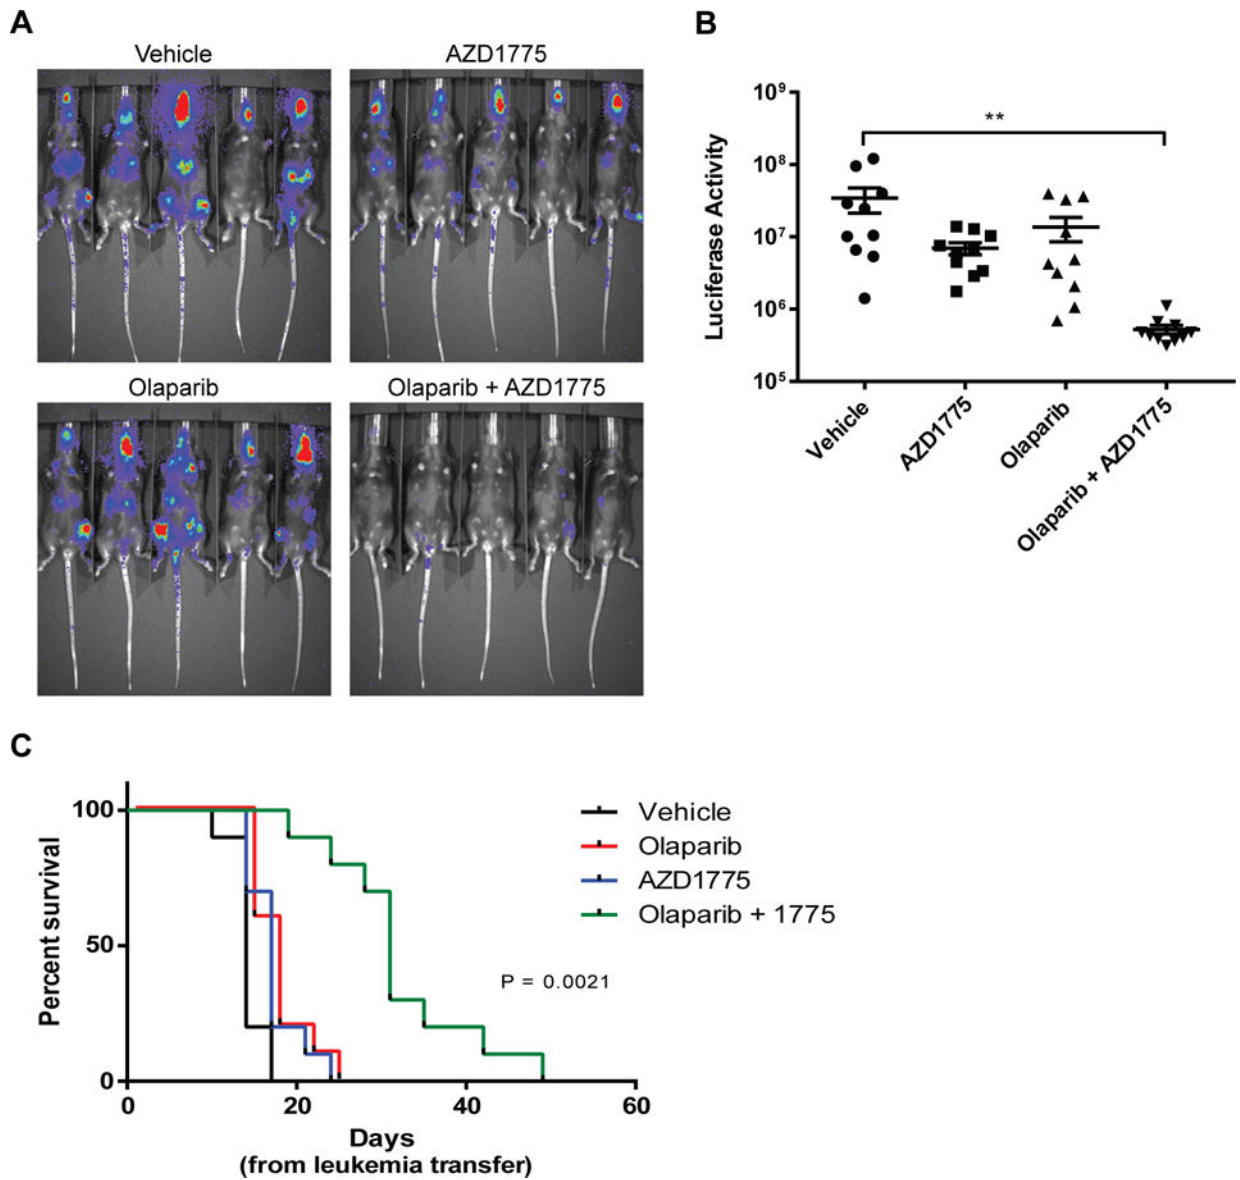 A
Vehicle
AZD1775
Olaparib
Olaparib + AZD1775
B
Luciferase Activity
10⁹
10⁸
10⁷
10⁶
10⁵
**
Vehicle
AZD1775
Olaparib
Olaparib + AZD1775
C
Percent survival
100
50
0
0
20
40
60
Days
(from leukemia transfer)
Vehicle
Olaparib
AZD1775
Olaparib + 1775
P = 0.0021